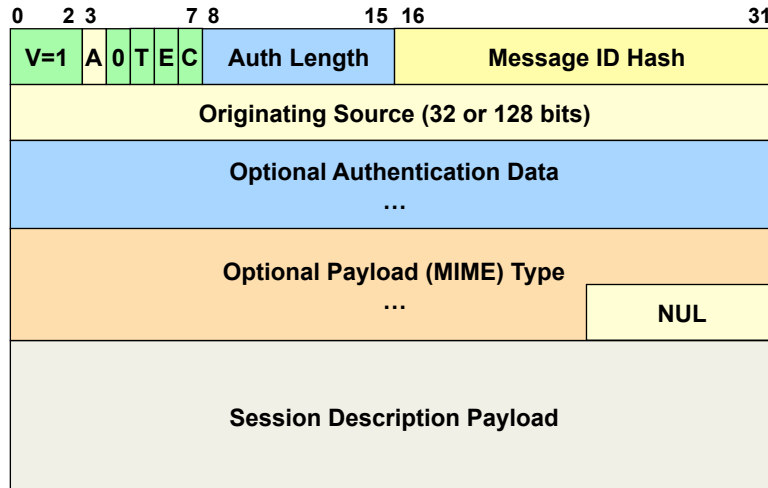 0 2 3 7 8 15 16 31
V=1 A 0 T E C Auth Length Message ID Hash
Originating Source (32 or 128 bits)
Optional Authentication Data
...
Optional Payload (MIME) Type
...
NUL
Session Description Payload